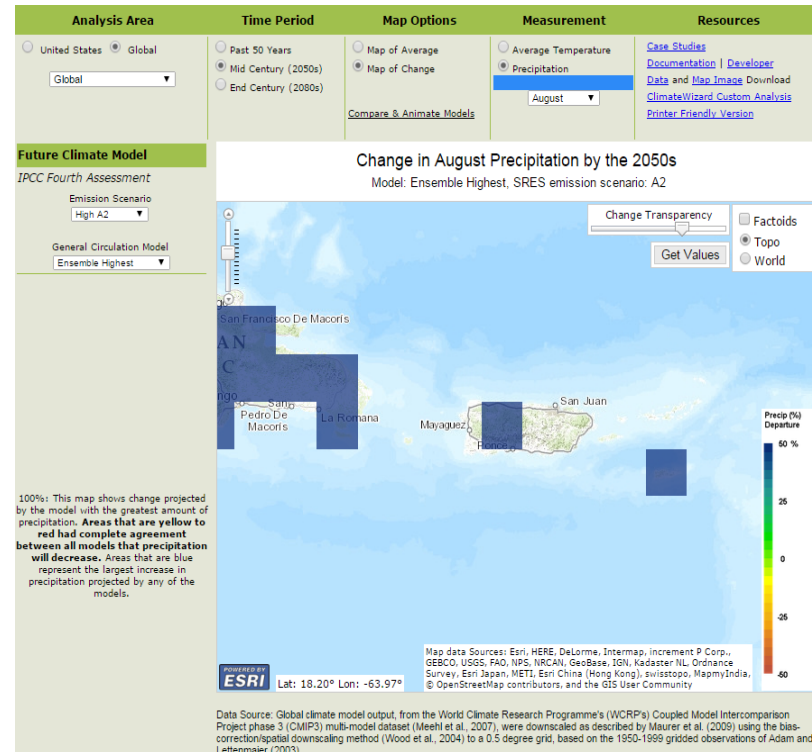 Analysis Area
Time Period
Map Options
Measurement
Resources
United States Global
Global
Past 50 Years
Mid Century (2050s)
End Century (2080s)
Map of Average
Map of Change
Compare & Animate Models
Average Temperature
Precipitation
August
Case Studies
Documentation | Developer
Data and Map Image Download
ClimateWizard Custom Analysis
Printer Friendly Version
Future Climate Model
IPCC Fourth Assessment
Emission Scenario
High A2
General Circulation Model
Ensemble Highest
100%: This map shows change projected
by the model with the greatest amount of
precipitation. Areas that are yellow to
red had complete agreement
between all models that precipitation
will decrease. Areas that are blue
represent the largest increase in
precipitation projected by any of the
models.
Change in August Precipitation by the 2050s
Model: Ensemble Highest, SRES emission scenario: A2
Change Transparency
Get Values
Factoids
Topo
World
go
San Francisco De Macorís
AN
C
ngo
San
Pedro De
Macorís
La Romana
Mayaguez
San Juan
Ponce
Precip (%)
Departure
50 %
25
0
-25
-50
POWERED BY
ESRI
Lat: 18.20° Lon: -63.97°
Map data Sources: Esri, HERE, DeLorme, Intermap, increment P Corp.,
GEBCO, USGS, FAO, NPS, NRCAN, GeoBase, IGN, Kadaster NL, Ordnance
Survey, Esri Japan, METI, Esri China (Hong Kong), swisstopo, MapmyIndia,
© OpenStreetMap contributors, and the GIS User Community
Data Source: Global climate model output, from the World Climate Research Programme's (WCRP's) Coupled Model Intercomparison
Project phase 3 (CMIP3) multi-model dataset (Meehl et al., 2007), were downscaled as described by Maurer et al. (2009) using the bias-
correction/spatial downscaling method (Wood et al., 2004) to a 0.5 degree grid, based on the 1950-1999 gridded observations of Adam and
Lettenmaier (2003)